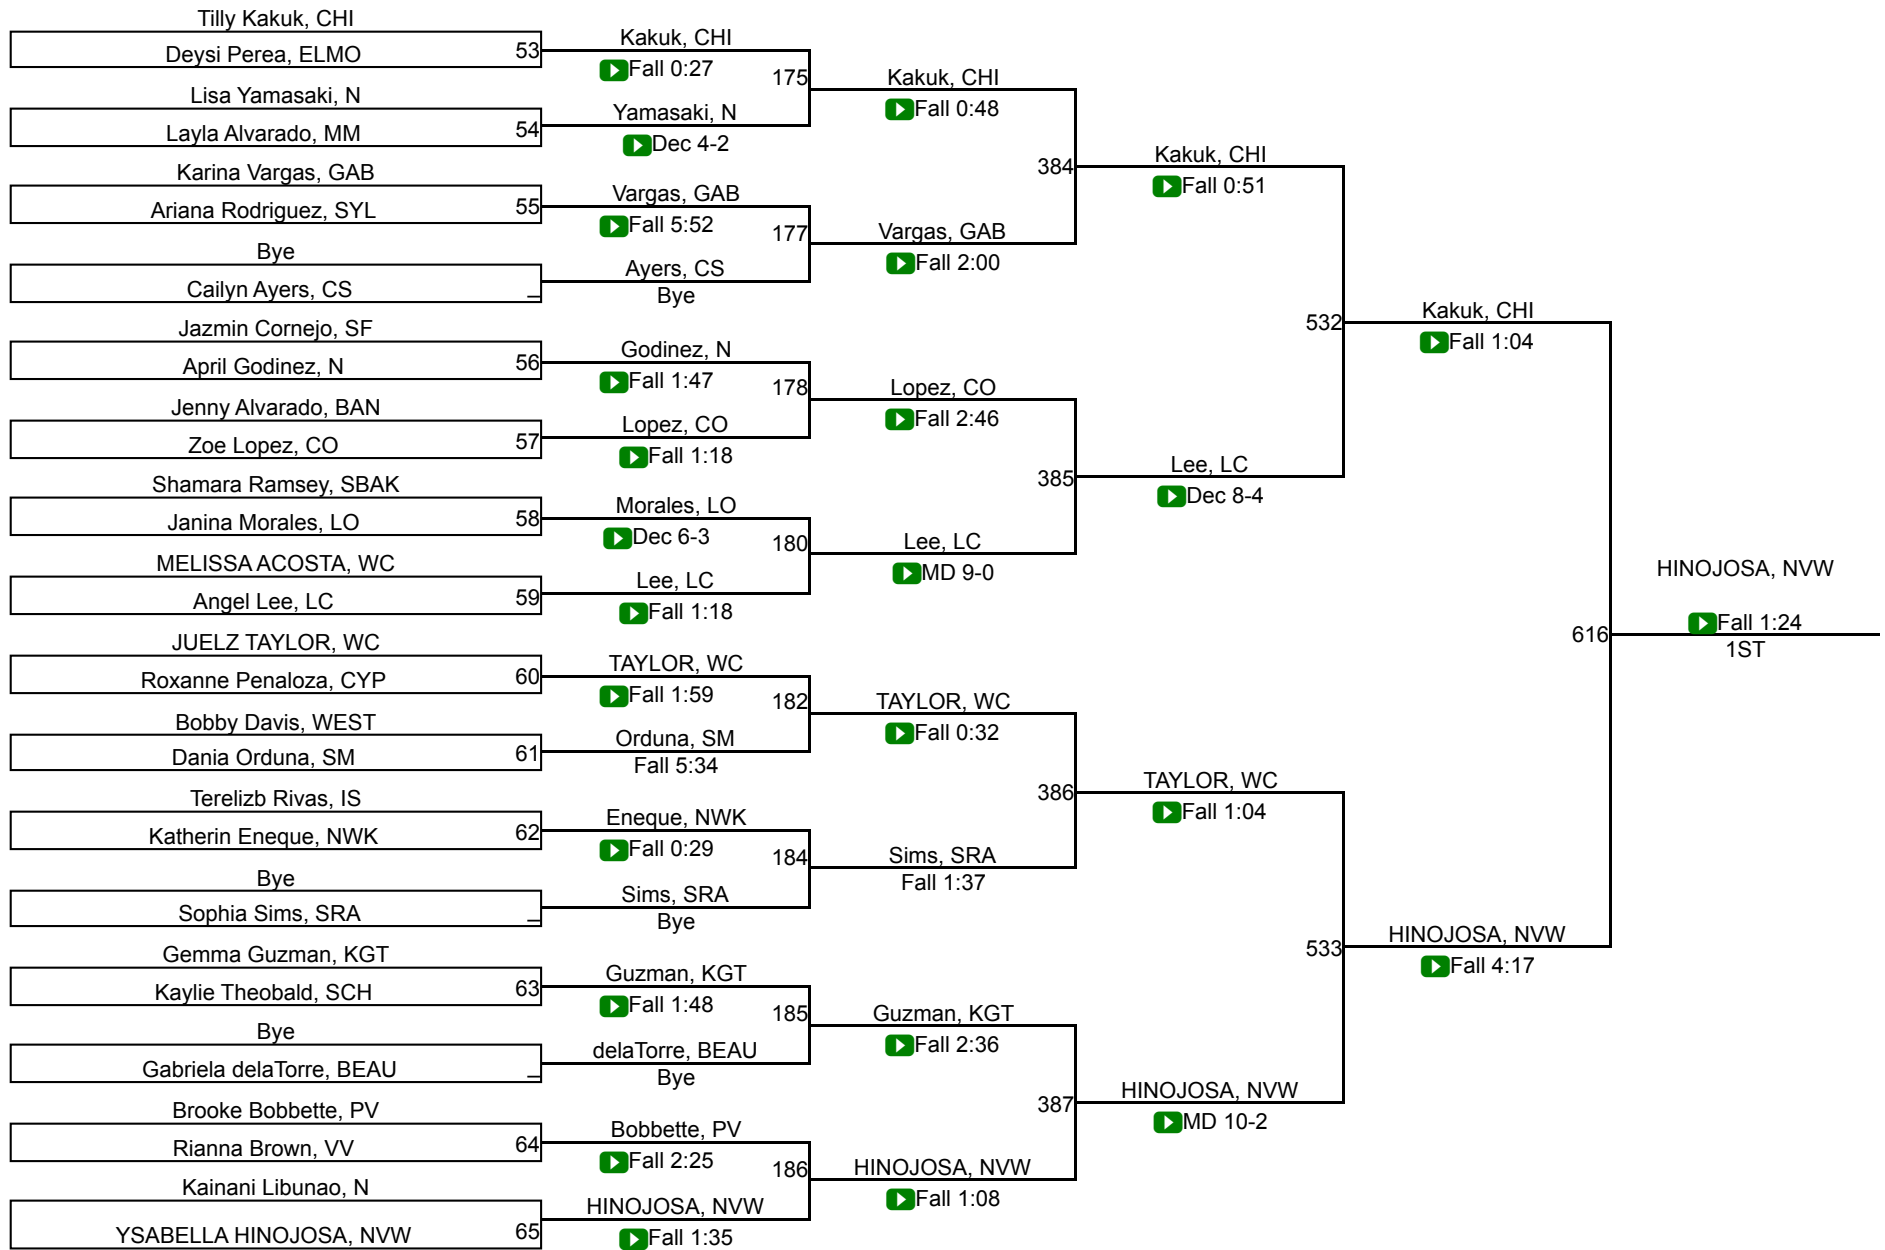 Tilly Kakuk, CHI
Deysi Perea, ELMO
53
Lisa Yamasaki, N
Layla Alvarado, MM
54
Karina Vargas, GAB
Ariana Rodriguez, SYL
55
Bye
Cailyn Ayers, CS
_
Jazmin Cornejo, SF
April Godinez, N
56
Jenny Alvarado, BAN
Zoe Lopez, CO
57
Shamara Ramsey, SBAK
Janina Morales, LO
58
MELISSA ACOSTA, WC
Angel Lee, LC
59
JUELZ TAYLOR, WC
Roxanne Penaloza, CYP
60
Bobby Davis, WEST
Dania Orduna, SM
61
Terelizb Rivas, IS
Katherin Eneque, NWK
62
Bye
Sophia Sims, SRA
_
Gemma Guzman, KGT
Kaylie Theobald, SCH
63
Bye
Gabriela delaTorre, BEAU
_
Brooke Bobbette, PV
Rianna Brown, VV
64
Kainani Libunao, N
YSABELLA HINOJOSA, NVW
65
Kakuk, CHI
Fall 0:27
175
Yamasaki, N
Dec 4-2
Vargas, GAB
Fall 5:52
177
Ayers, CS
Bye
Godinez, N
Fall 1:47
178
Lopez, CO
Fall 1:18
Morales, LO
Dec 6-3
180
Lee, LC
Fall 1:18
TAYLOR, WC
Fall 1:59
182
Orduna, SM
Fall 5:34
Eneque, NWK
Fall 0:29
184
Sims, SRA
Bye
Guzman, KGT
Fall 1:48
185
delaTorre, BEAU
Bye
Bobbette, PV
Fall 2:25
186
HINOJOSA, NVW
Fall 1:35
Kakuk, CHI
Fall 0:48
384
Vargas, GAB
Fall 2:00
Lopez, CO
Fall 2:46
385
Lee, LC
MD 9-0
TAYLOR, WC
Fall 0:32
386
Sims, SRA
Fall 1:37
Guzman, KGT
Fall 2:36
387
HINOJOSA, NVW
Fall 1:08
Kakuk, CHI
Fall 0:51
532
Lee, LC
Dec 8-4
TAYLOR, WC
Fall 1:04
533
HINOJOSA, NVW
MD 10-2
Kakuk, CHI
Fall 1:04
616
HINOJOSA, NVW
Fall 4:17
HINOJOSA, NVW
Fall 1:24
1ST